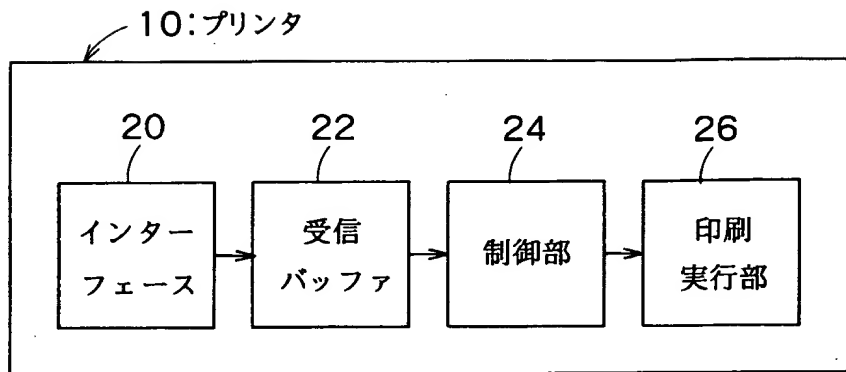 10:プリンタ
20
22
24
26
インター
フェース
受信
バッファ
制御部
印刷
実行部